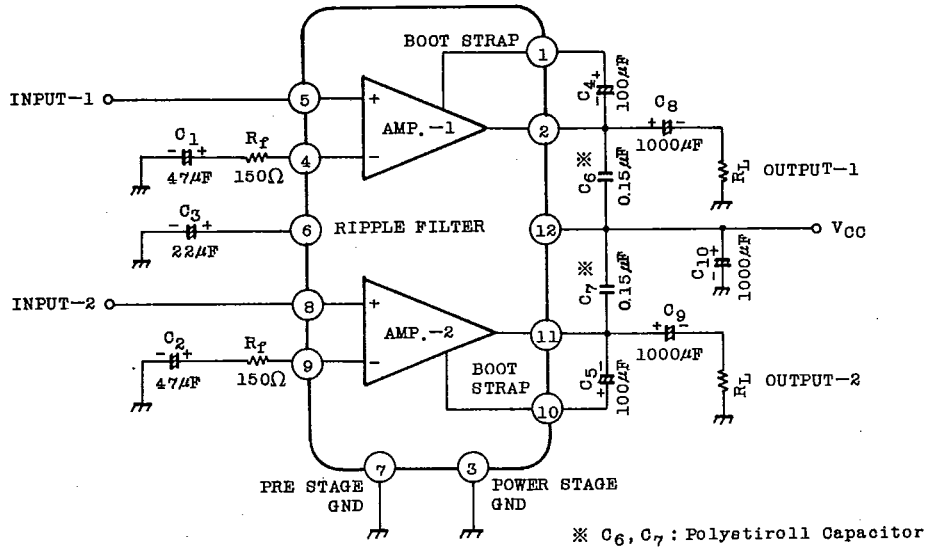 BOOT STRAP
1
C4
+
-
100μF
INPUT-1
5
+
AMP.-1
2
C8
+ -
1000μF
C1
- +
47μF
Rf
150Ω
4
-
C6※
0.15μF
RL
OUTPUT-1
C3
- +
22μF
6
RIPPLE FILTER
12
VCC
C7※
0.15μF
C10
+
-
1000μF
INPUT-2
8
+
AMP.-2
11
C9
+ -
1000μF
C2
- +
47μF
Rf
150Ω
9
-
BOOT
STRAP
C5
-
+
100μF
RL
OUTPUT-2
10
7
3
PRE STAGE
GND
POWER STAGE
GND
※ C6, C7 : Polystiroll Capacitor